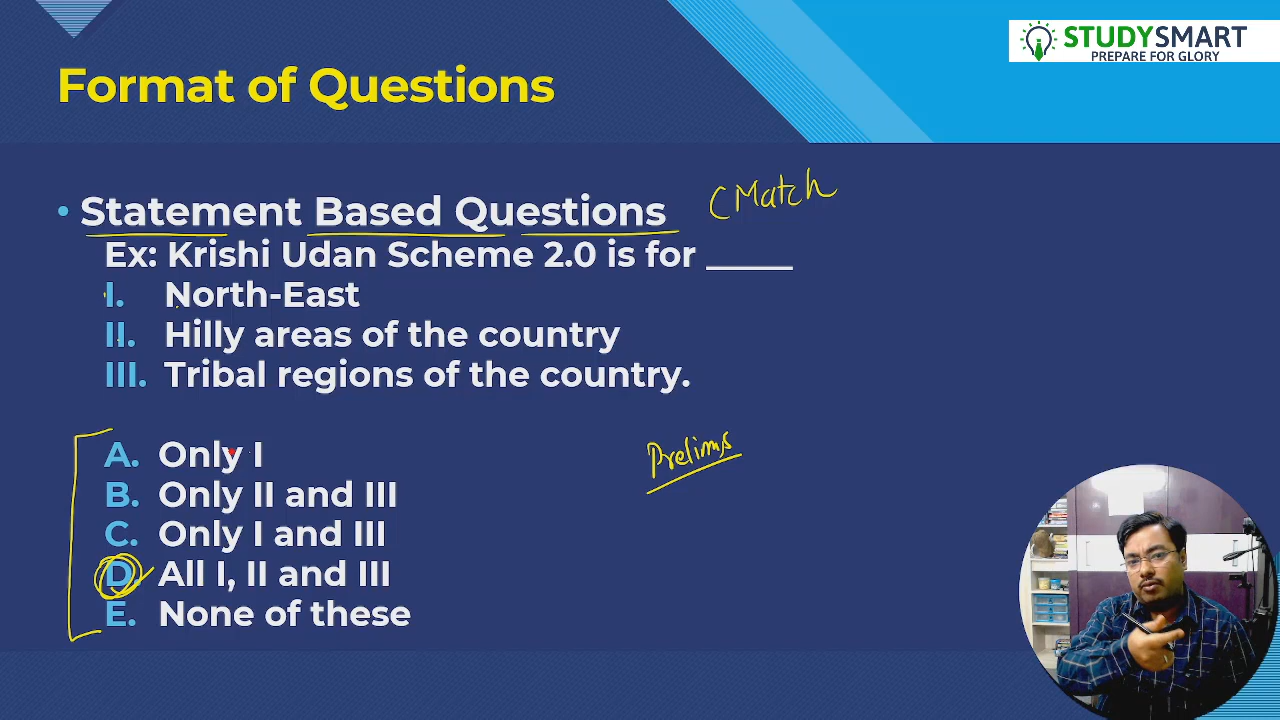 STUDYSMART
PREPARE FOR GLORY
Format of Questions
• Statement Based Questions (Match
Ex: Krishi Udan Scheme 2.0 is for _____
I. North-East
II. Hilly areas of the country
III. Tribal regions of the country.
A. Only I
Prelims
B. Only II and III
C. Only I and III
D. All I, II and III
E. None of these